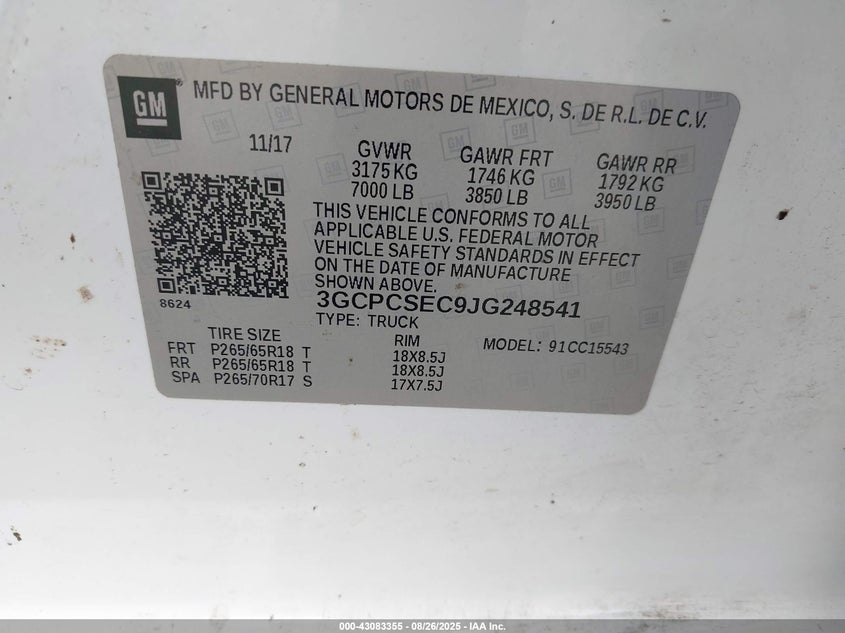 GM
MFD BY GENERAL MOTORS DE MEXICO, S. DE R.L. DE C.V.
11/17
GVWR GAWR FRT GAWR RR
3175 KG 1746 KG 1792 KG
7000 LB 3850 LB 3950 LB
THIS VEHICLE CONFORMS TO ALL
APPLICABLE U.S. FEDERAL MOTOR
VEHICLE SAFETY STANDARDS IN EFFECT
ON THE DATE OF MANUFACTURE
SHOWN ABOVE.
8624
3GCPCSEC9JG248541
TYPE: TRUCK
TIRE SIZE RIM MODEL: 91CC15543
FRT P265/65R18 T 18X8.5J
RR P265/65R18 T 18X8.5J
SPA P265/70R17 S 17X7.5J
000-43083355 - 08/26/2025 - IAA Inc.